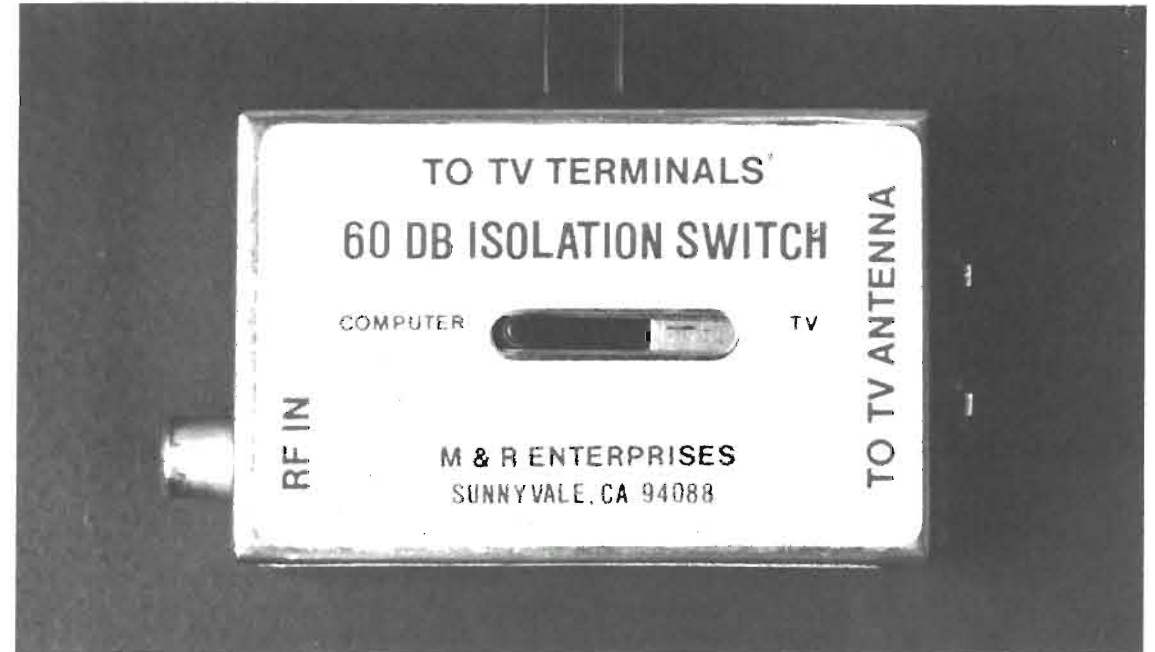 TO TV TERMINALS
60 DB ISOLATION SWITCH
COMPUTER
TV
RF IN
TO TV ANTENNA
M & R ENTERPRISES
SUNNYVALE, CA 94088